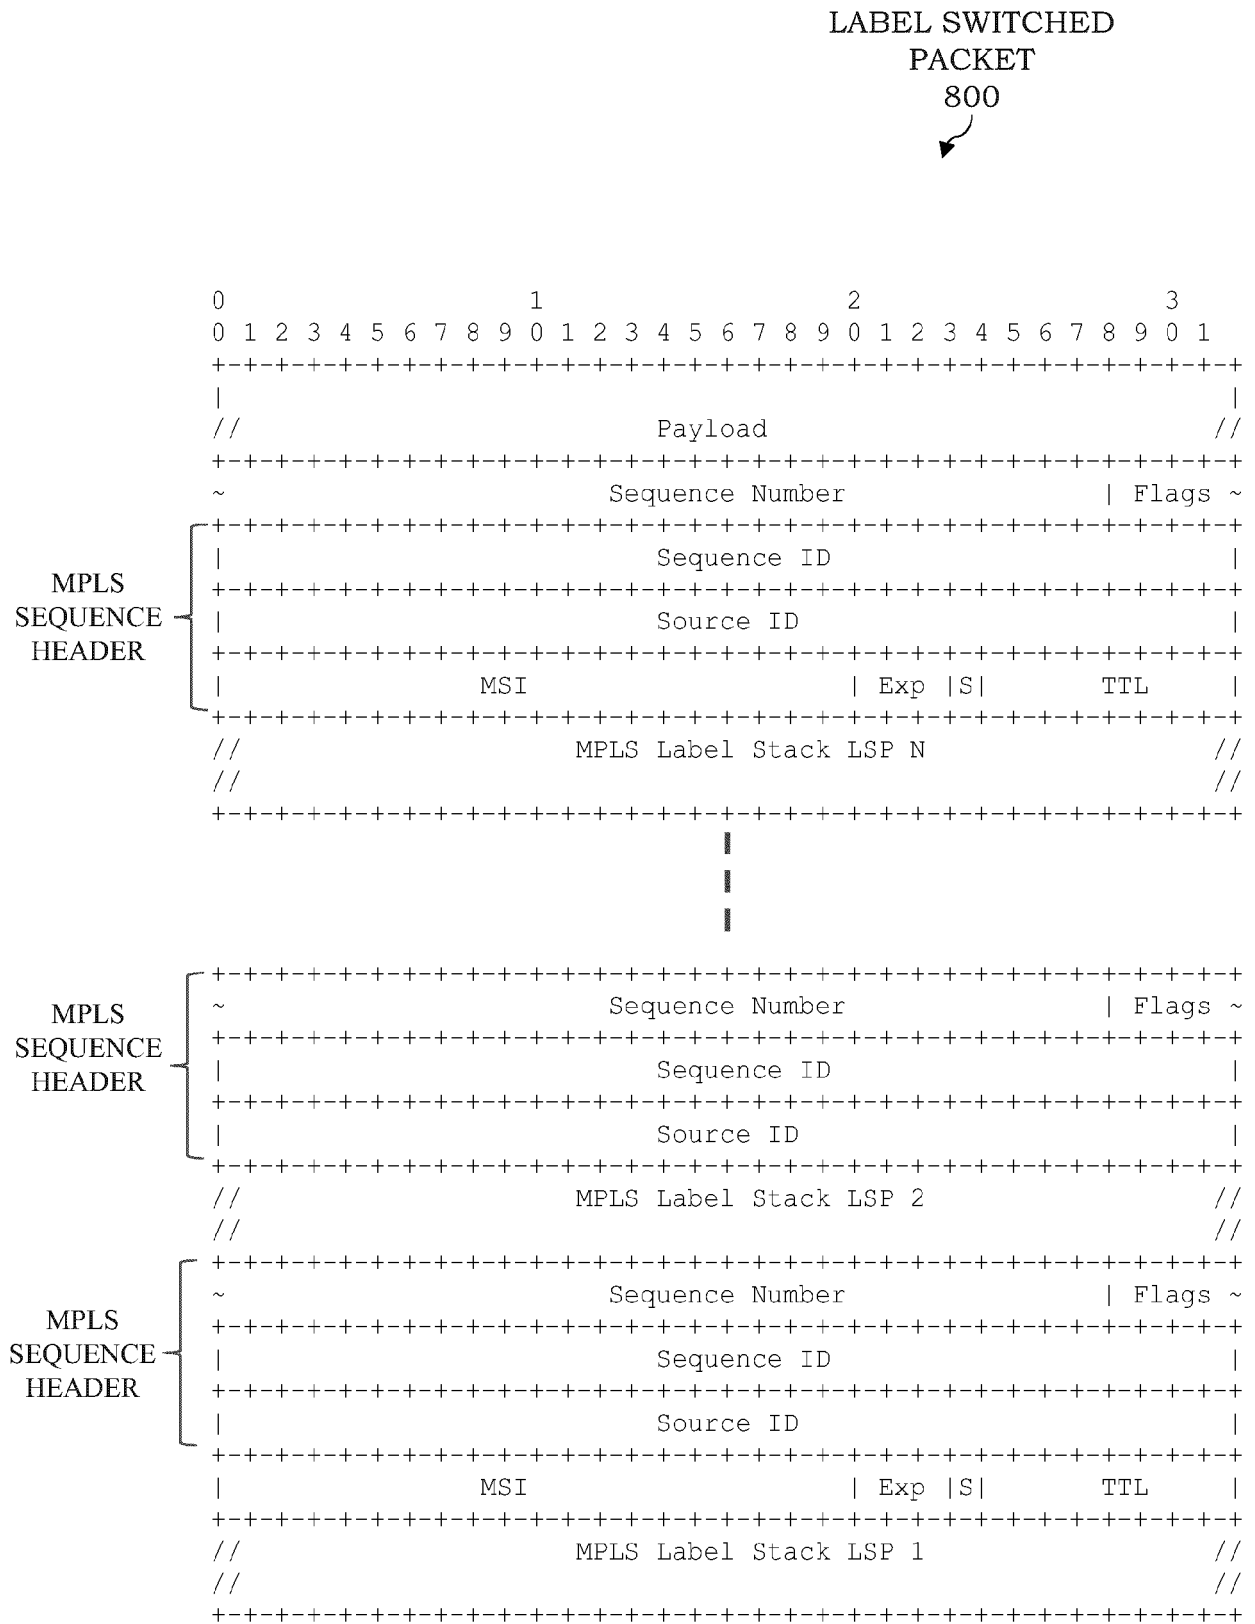 LABEL SWITCHED
PACKET
800
0 1 2 3
0 1 2 3 4 5 6 7 8 9 0 1 2 3 4 5 6 7 8 9 0 1 2 3 4 5 6 7 8 9 0 1
+-+-+-+-+-+-+-+-+-+-+-+-+-+-+-+-+-+-+-+-+-+-+-+-+-+-+-+-+-+-+-+-+
| |
// Payload //
+-+-+-+-+-+-+-+-+-+-+-+-+-+-+-+-+-+-+-+-+-+-+-+-+-+-+-+-+-+-+-+-+
~ Sequence Number | Flags ~
+-+-+-+-+-+-+-+-+-+-+-+-+-+-+-+-+-+-+-+-+-+-+-+-+-+-+-+-+-+-+-+-+
| Sequence ID |
+-+-+-+-+-+-+-+-+-+-+-+-+-+-+-+-+-+-+-+-+-+-+-+-+-+-+-+-+-+-+-+-+
MPLS
SEQUENCE
HEADER
| Source ID |
+-+-+-+-+-+-+-+-+-+-+-+-+-+-+-+-+-+-+-+-+-+-+-+-+-+-+-+-+-+-+-+-+
| MSI | Exp |S| TTL |
+-+-+-+-+-+-+-+-+-+-+-+-+-+-+-+-+-+-+-+-+-+-+-+-+-+-+-+-+-+-+-+-+
// MPLS Label Stack LSP N //
// //
+-+-+-+-+-+-+-+-+-+-+-+-+-+-+-+-+-+-+-+-+-+-+-+-+-+-+-+-+-+-+-+-+
+-+-+-+-+-+-+-+-+-+-+-+-+-+-+-+-+-+-+-+-+-+-+-+-+-+-+-+-+-+-+-+-+
~ Sequence Number | Flags ~
+-+-+-+-+-+-+-+-+-+-+-+-+-+-+-+-+-+-+-+-+-+-+-+-+-+-+-+-+-+-+-+-+
MPLS
SEQUENCE
HEADER
| Sequence ID |
+-+-+-+-+-+-+-+-+-+-+-+-+-+-+-+-+-+-+-+-+-+-+-+-+-+-+-+-+-+-+-+-+
| Source ID |
+-+-+-+-+-+-+-+-+-+-+-+-+-+-+-+-+-+-+-+-+-+-+-+-+-+-+-+-+-+-+-+-+
// MPLS Label Stack LSP 2 //
// //
+-+-+-+-+-+-+-+-+-+-+-+-+-+-+-+-+-+-+-+-+-+-+-+-+-+-+-+-+-+-+-+-+
~ Sequence Number | Flags ~
+-+-+-+-+-+-+-+-+-+-+-+-+-+-+-+-+-+-+-+-+-+-+-+-+-+-+-+-+-+-+-+-+
MPLS
SEQUENCE
HEADER
| Sequence ID |
+-+-+-+-+-+-+-+-+-+-+-+-+-+-+-+-+-+-+-+-+-+-+-+-+-+-+-+-+-+-+-+-+
| Source ID |
+-+-+-+-+-+-+-+-+-+-+-+-+-+-+-+-+-+-+-+-+-+-+-+-+-+-+-+-+-+-+-+-+
| MSI | Exp |S| TTL |
+-+-+-+-+-+-+-+-+-+-+-+-+-+-+-+-+-+-+-+-+-+-+-+-+-+-+-+-+-+-+-+-+
// MPLS Label Stack LSP 1 //
// //
+-+-+-+-+-+-+-+-+-+-+-+-+-+-+-+-+-+-+-+-+-+-+-+-+-+-+-+-+-+-+-+-+